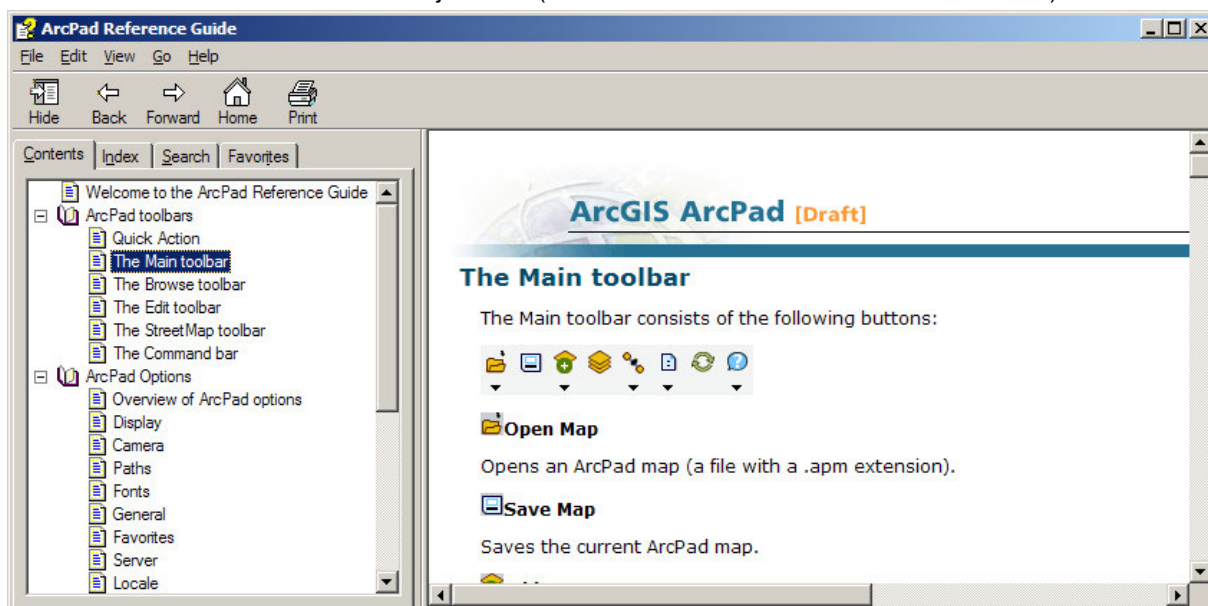 ArcPad Reference Guide
File Edit View Go Help
Hide Back Forward Home Print
Contents Index Search Favorites
Welcome to the ArcPad Reference Guide
ArcPad toolbars
Quick Action
The Main toolbar
The Browse toolbar
The Edit toolbar
The StreetMap toolbar
The Command bar
ArcPad Options
Overview of ArcPad options
Display
Camera
Paths
Fonts
General
Favorites
Server
Locale
ArcGIS ArcPad [Draft]
The Main toolbar
The Main toolbar consists of the following buttons:
Open Map
Opens an ArcPad map (a file with a .apm extension).
Save Map
Saves the current ArcPad map.